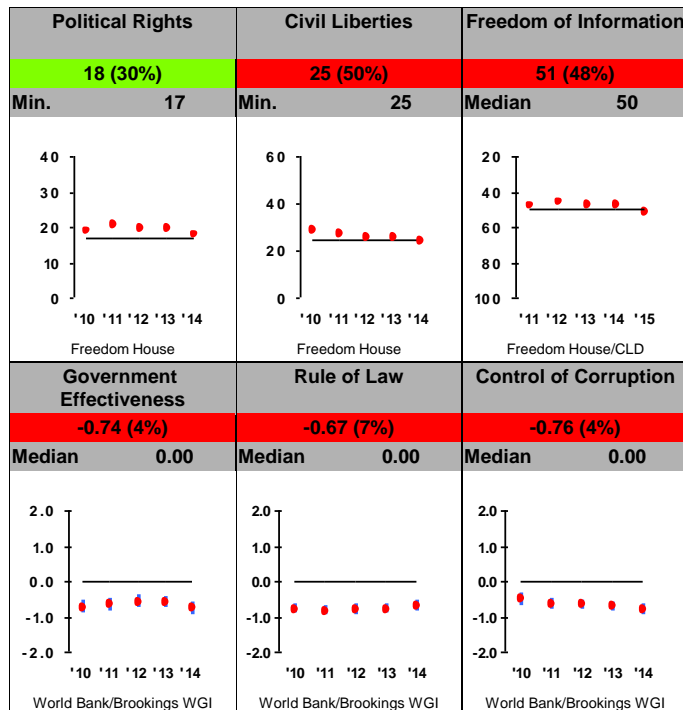 Political Rights
18 (30%)
Min. 17
40
30
20
10
0
'10 '11 '12 '13 '14
Freedom House
Civil Liberties
25 (50%)
Min. 25
60
40
20
0
'10 '11 '12 '13 '14
Freedom House
Freedom of Information
51 (48%)
Median 50
20
40
60
80
100
'11 '12 '13 '14 '15
Freedom House/CLD
Government
Effectiveness
-0.74 (4%)
Median 0.00
2.0
1.0
0.0
-1.0
-2.0
'10 '11 '12 '13 '14
World Bank/Brookings WGI
Rule of Law
-0.67 (7%)
Median 0.00
2.0
1.0
0.0
-1.0
-2.0
'10 '11 '12 '13 '14
World Bank/Brookings WGI
Control of Corruption
-0.76 (4%)
Median 0.00
2.0
1.0
0.0
-1.0
-2.0
'10 '11 '12 '13 '14
World Bank/Brookings WGI